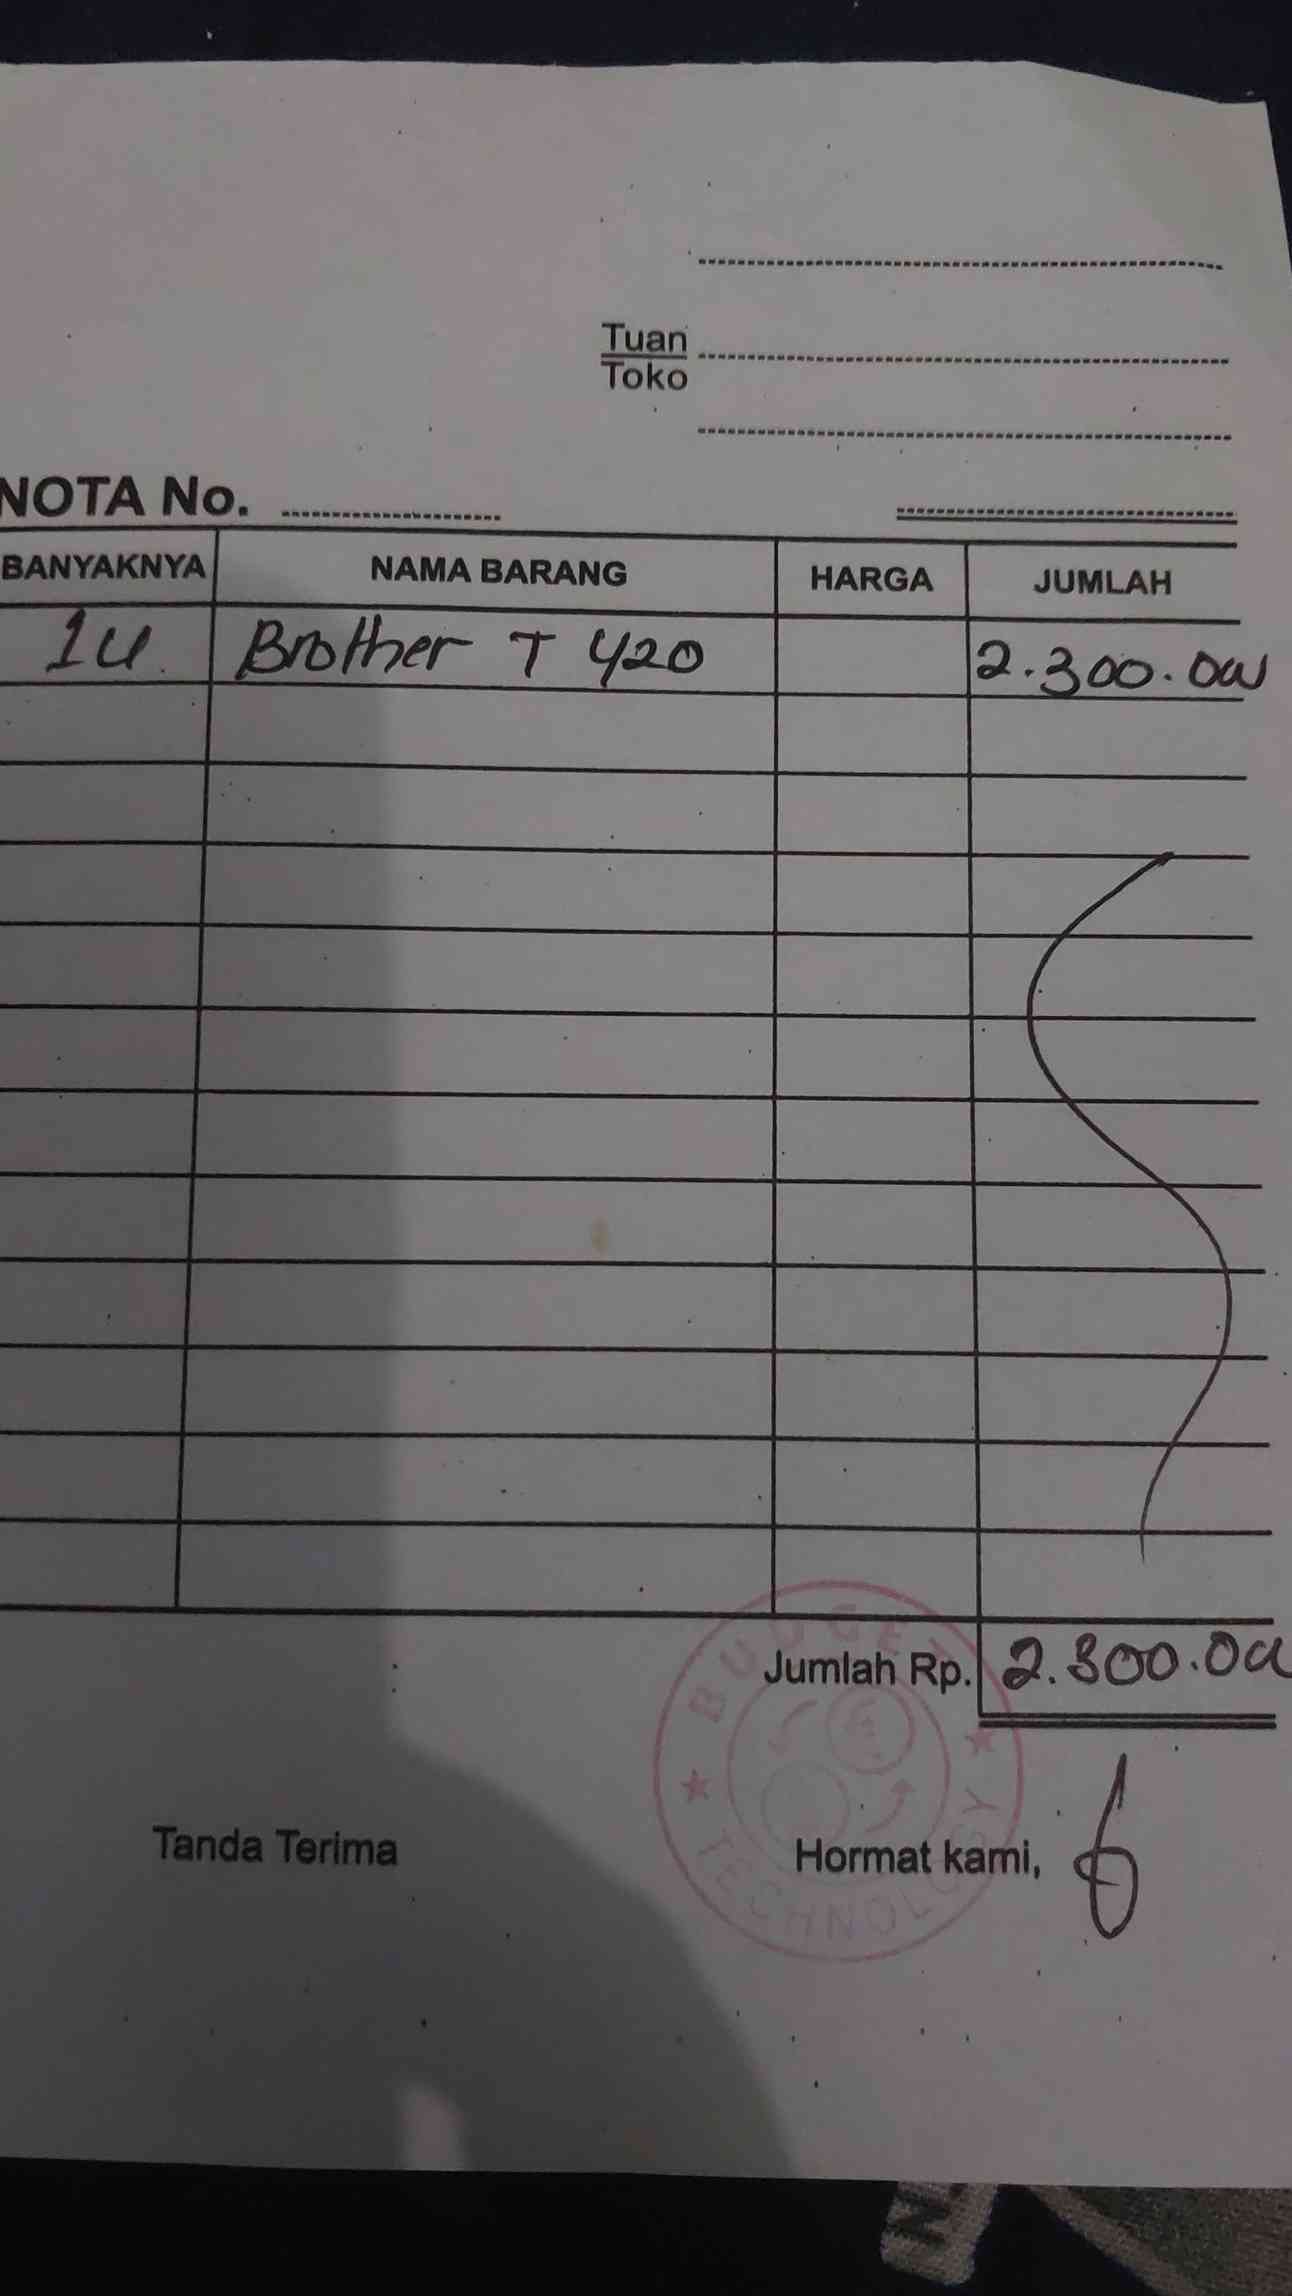 Tuan
Toko
NOTA No.
BANYAKNYA NAMA BARANG HARGA JUMLAH
1U Brother T 420 2.300.000
Jumlah Rp. 2.300.000
BUDGET
TECHNOLOGY
Tanda Terima Hormat kami,